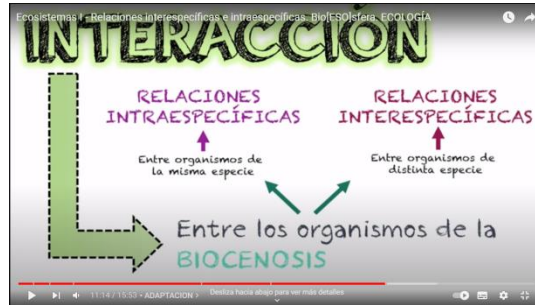 Ecosistemas I - Relaciones interespecíficas e intraespecíficas. Bio[ESO]sfera. ECOLOGÍA
INTERACCIÓN
RELACIONES
INTRAESPECÍFICAS
Entre organismos de
la misma especie
RELACIONES
INTERESPECÍFICAS
Entre organismos de
distinta especie
Entre los organismos de la
BIOCENOSIS
11:14 / 15:53 • ADAPTACION >
Desliza hacia abajo para ver más detalles